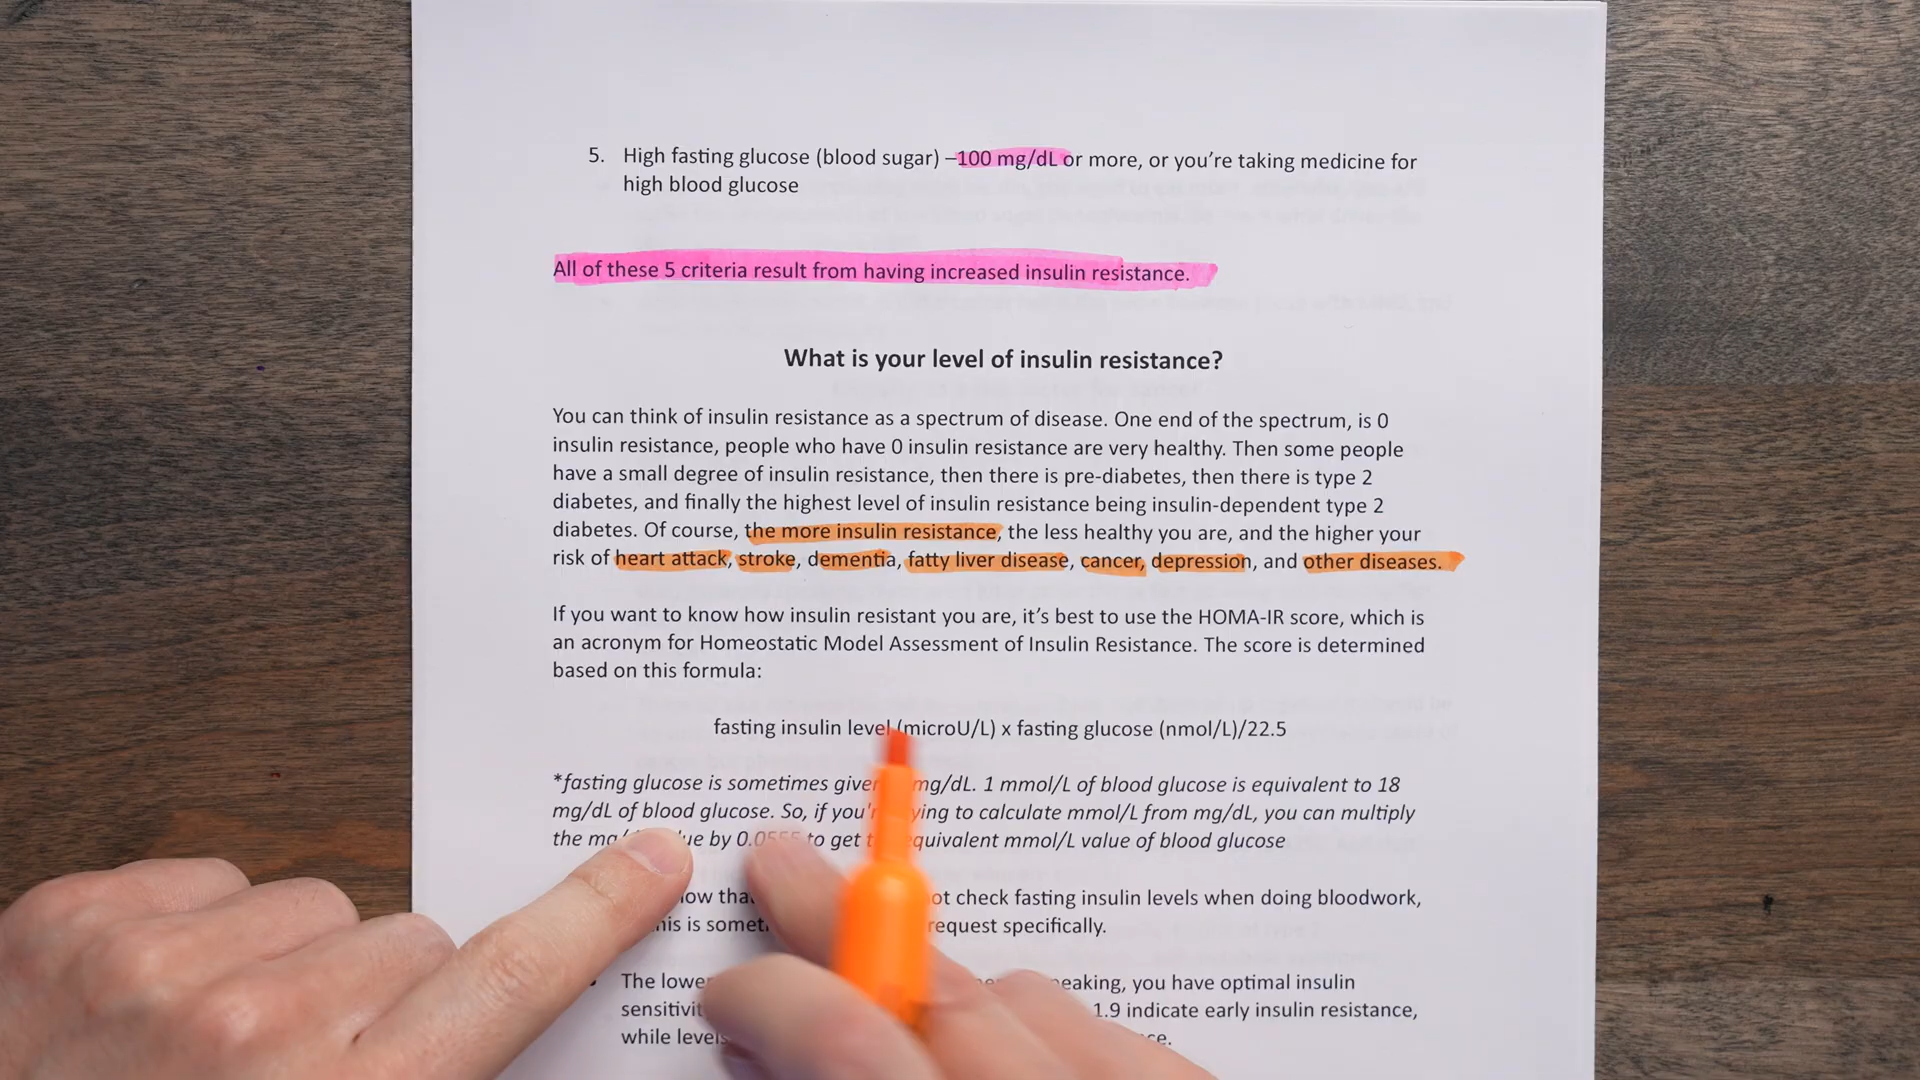 5. High fasting glucose (blood sugar) –100 mg/dL or more, or you're taking medicine for
high blood glucose
All of these 5 criteria result from having increased insulin resistance.
What is your level of insulin resistance?
You can think of insulin resistance as a spectrum of disease. One end of the spectrum, is 0
insulin resistance, people who have 0 insulin resistance are very healthy. Then some people
have a small degree of insulin resistance, then there is pre-diabetes, then there is type 2
diabetes, and finally the highest level of insulin resistance being insulin-dependent type 2
diabetes. Of course, the more insulin resistance, the less healthy you are, and the higher your
risk of heart attack, stroke, dementia, fatty liver disease, cancer, depression, and other diseases.
If you want to know how insulin resistant you are, it's best to use the HOMA-IR score, which is
an acronym for Homeostatic Model Assessment of Insulin Resistance. The score is determined
based on this formula:
fasting insulin level (microU/L) x fasting glucose (nmol/L)/22.5
*fasting glucose is sometimes given mg/dL. 1 mmol/L of blood glucose is equivalent to 18
mg/dL of blood glucose. So, if you're trying to calculate mmol/L from mg/dL, you can multiply
the by 0.0555 to get equivalent mmol/L value of blood glucose
not check fasting insulin levels when doing bloodwork,
request specifically.
The lower speaking, you have optimal insulin
1.9 indicate early insulin resistance,
while levels